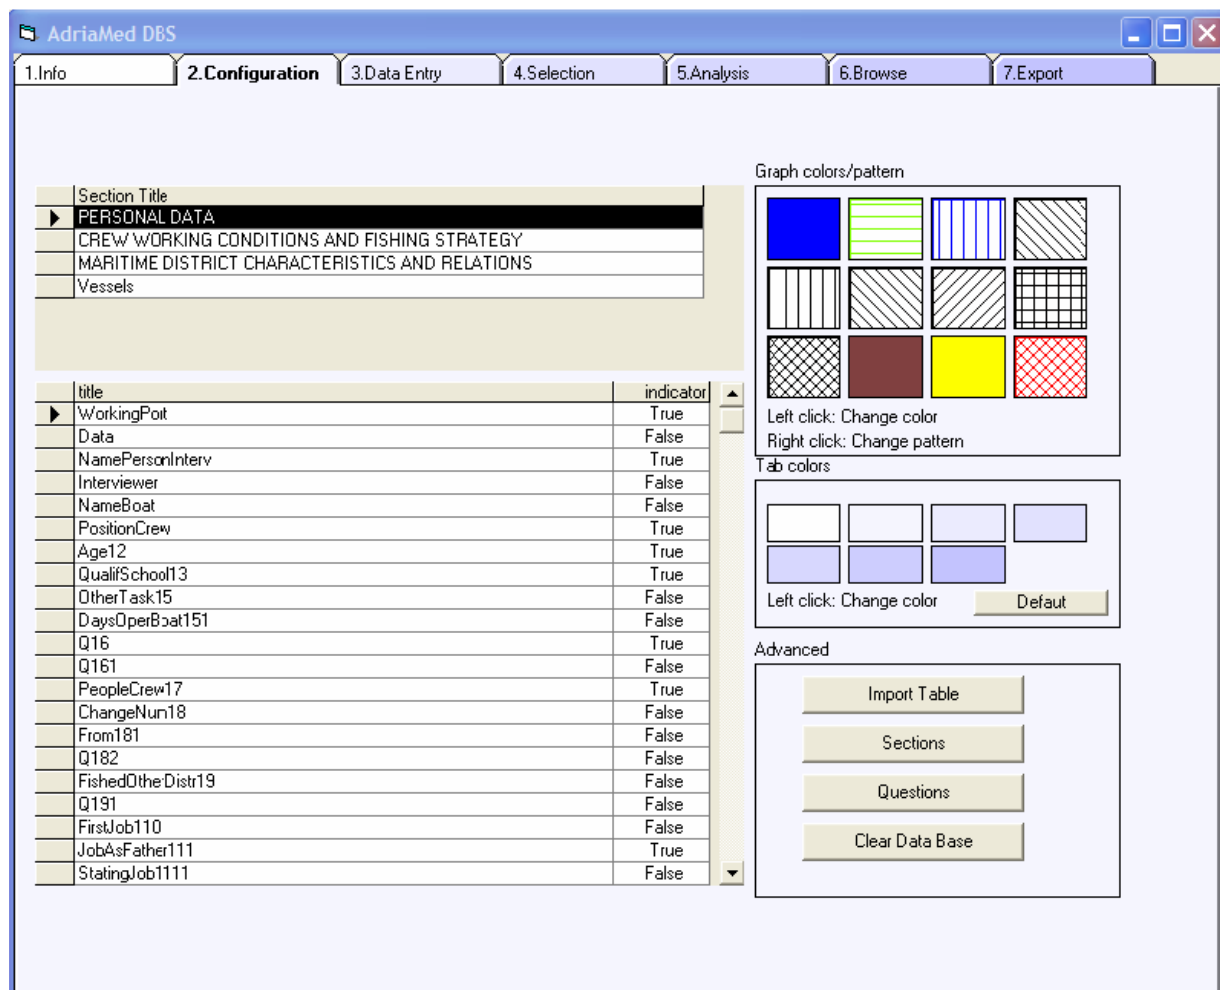 AdriaMed DBS
1.Info 2.Configuration 3.Data Entry 4.Selection 5.Analysis 6.Browse 7.Export
Section Title
PERSONAL DATA
CREW WORKING CONDITIONS AND FISHING STRATEGY
MARITIME DISTRICT CHARACTERISTICS AND RELATIONS
Vessels
title indicator
WorkingPort True
Data False
NamePersonInterv True
Interviewer False
NameBoat False
PositionCrew True
Age12 True
QualifSchool13 True
OtherTask15 False
DaysOperBoat151 False
Q16 True
Q161 False
PeopleCrew17 True
ChangeNum18 False
From181 False
Q182 False
FishedOtherDistr19 False
Q191 False
FirstJob110 False
JobAsFather111 True
StatingJob1111 False
Graph colors/pattern
Left click: Change color
Right click: Change pattern
Tab colors
Left click: Change color Defaut
Advanced
Import Table
Sections
Questions
Clear Data Base